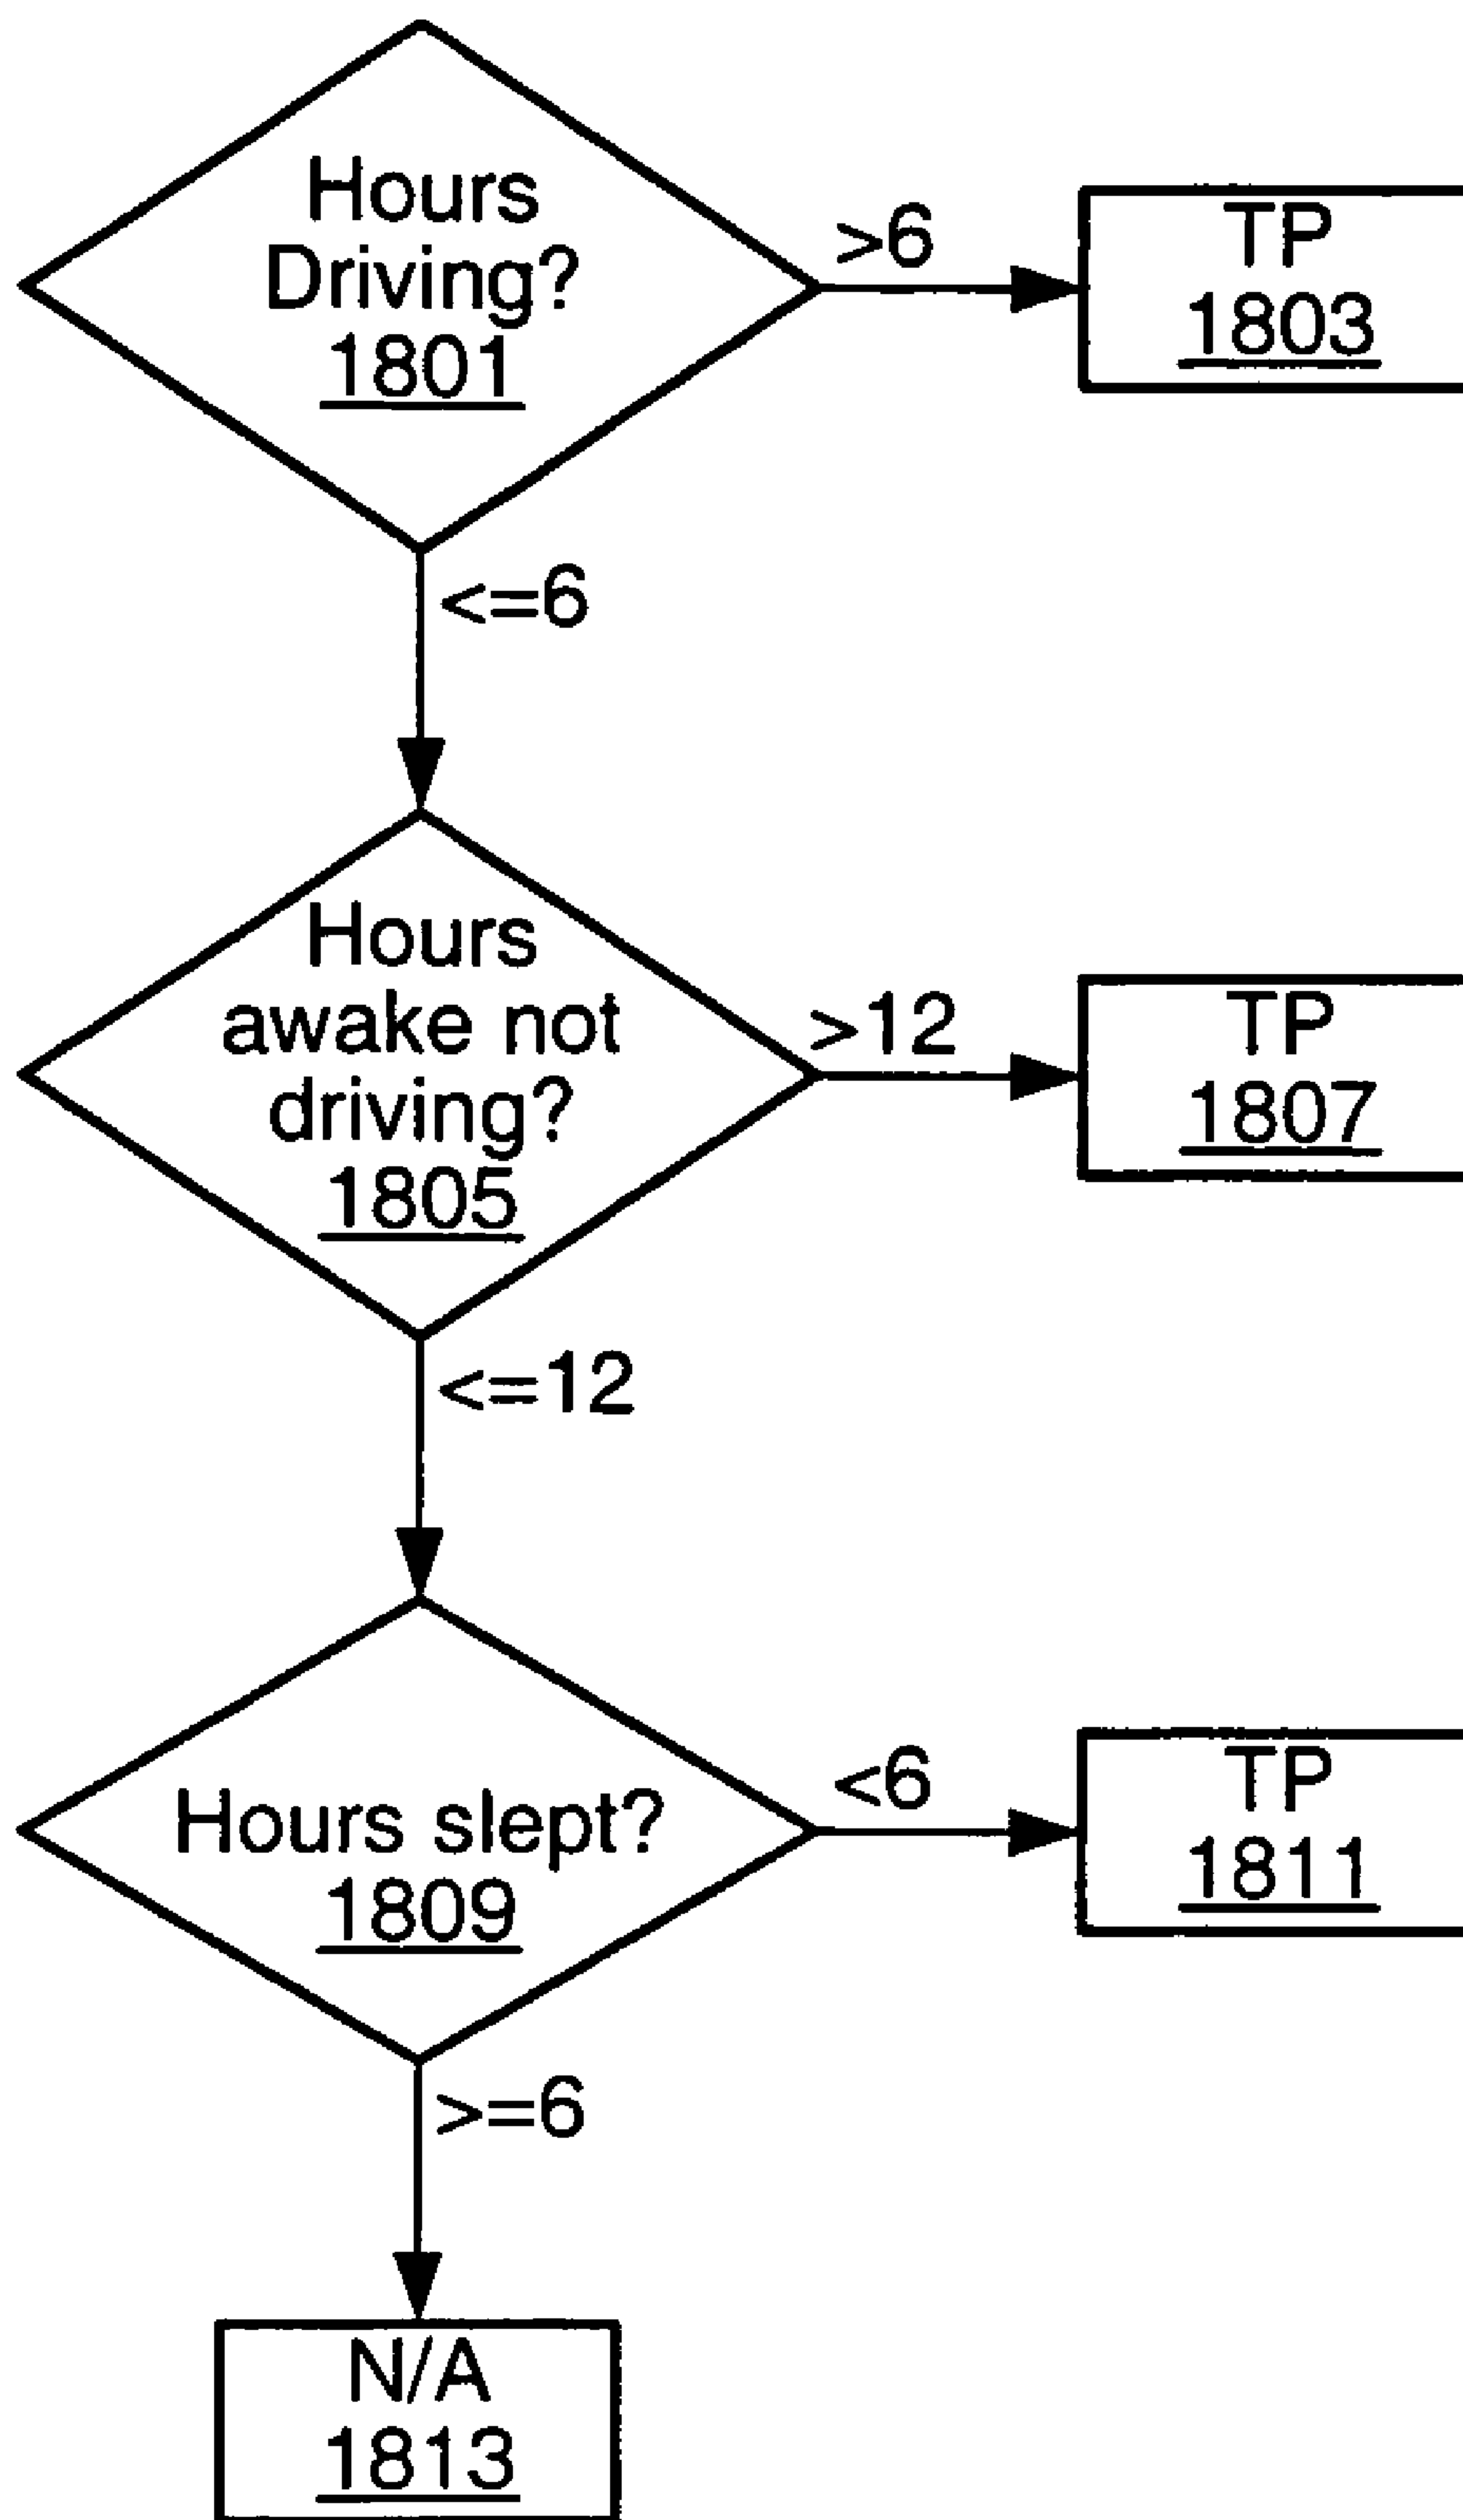 Hours
Driving?
1801
>6
TP
1803
<=6
Hours
awake not
driving?
1805
>12
TP
1807
<=12
Hours slept?
1809
<6
TP
1811
>=6
N/A
1813